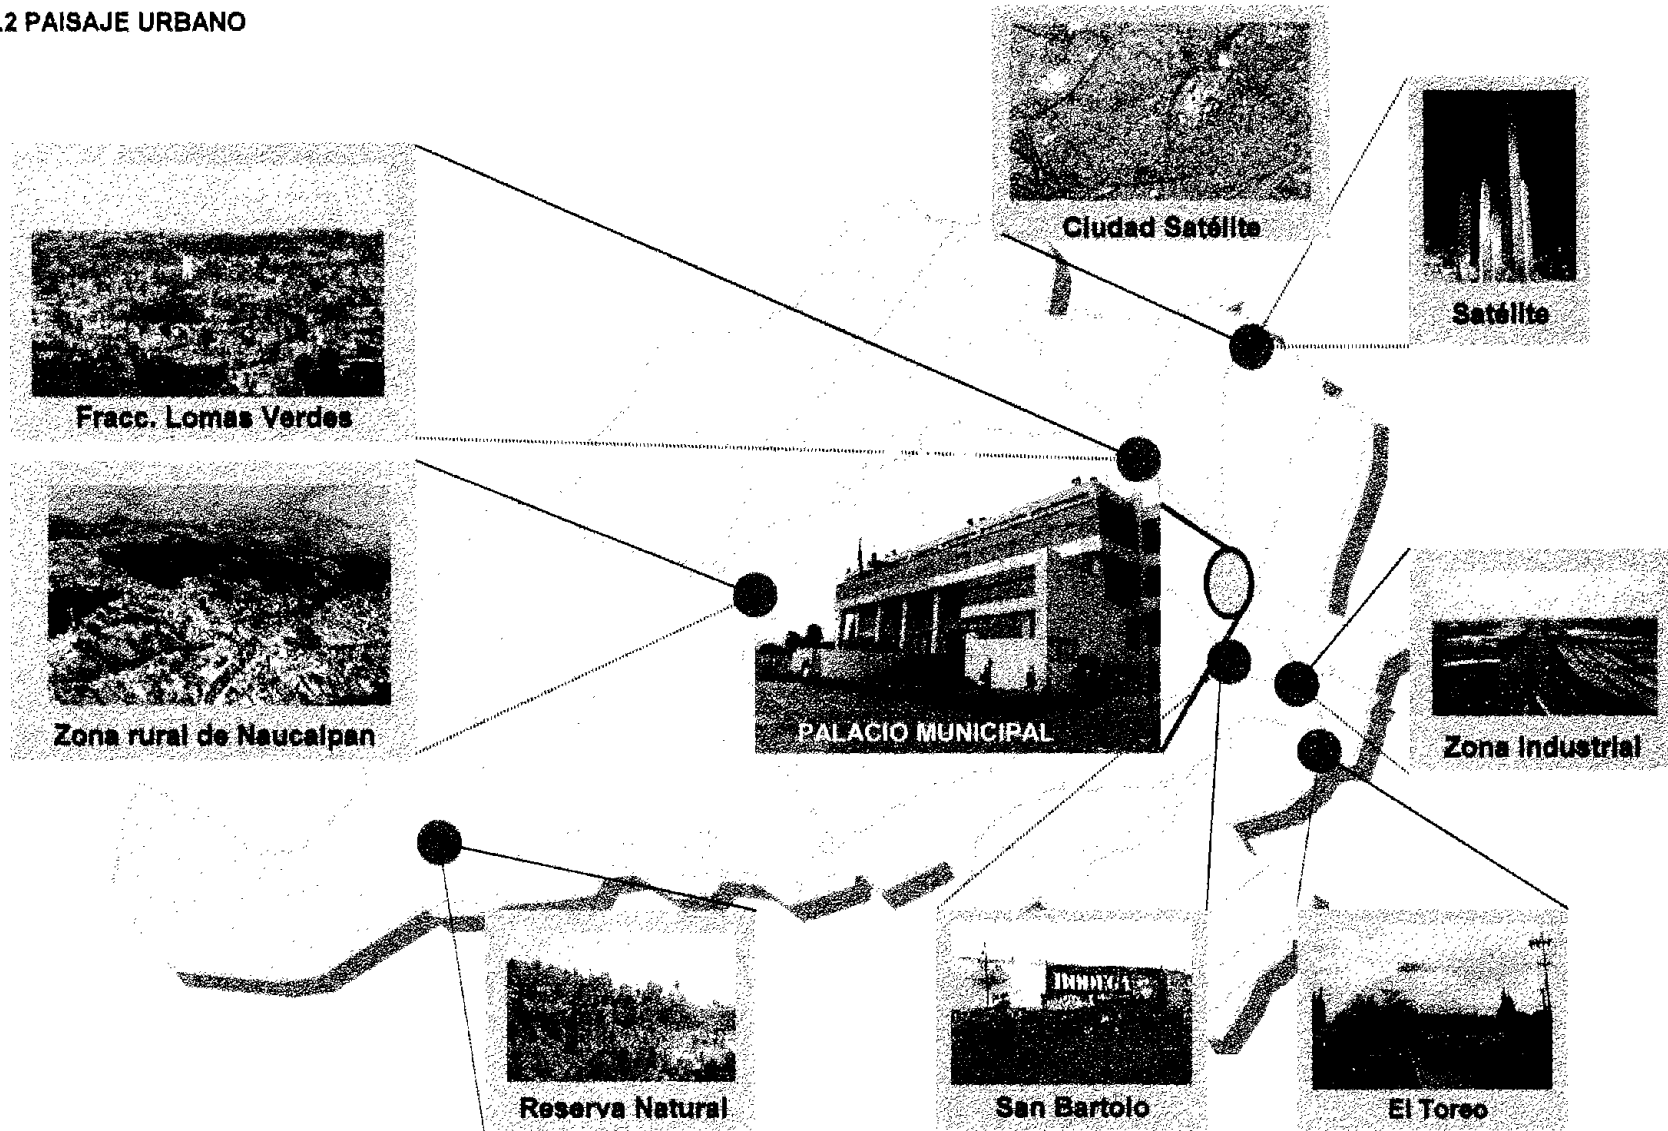 .2 PAISAJE URBANO
Ciudad Satélite
Satélite
Fracc. Lomas Verdes
Zona rural de Naucalpan
PALACIO MUNICIPAL
Zona Industrial
Reserva Natural
San Bartolo
El Toreo